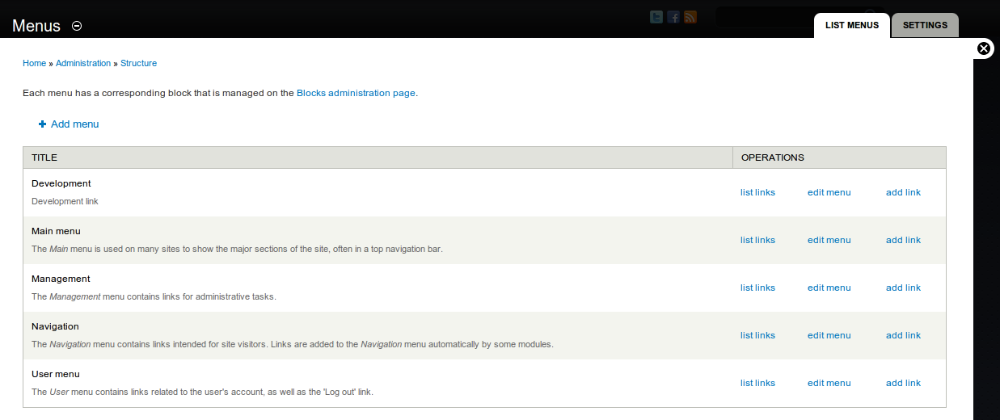 Menus
LIST MENUS SETTINGS
Home » Administration » Structure
Each menu has a corresponding block that is managed on the Blocks administration page.
Add menu
TITLE OPERATIONS
Development
Development link
list links edit menu add link
Main menu
The Main menu is used on many sites to show the major sections of the site, often in a top navigation bar.
list links edit menu add link
Management
The Management menu contains links for administrative tasks.
list links edit menu add link
Navigation
The Navigation menu contains links intended for site visitors. Links are added to the Navigation menu automatically by some modules.
list links edit menu add link
User menu
The User menu contains links related to the user's account, as well as the 'Log out' link.
list links edit menu add link